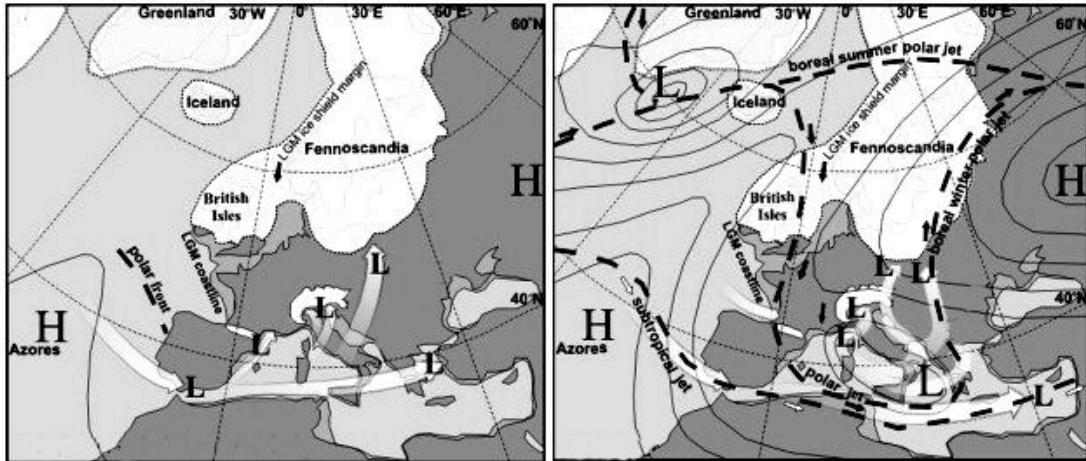 Greenland
30°W
0°
30°E
60°E
60°N
Iceland
LGM ice shield margin
Fennoscandia
British
Isles
H
LGM coastline
polar front
L
40°N
L
H
Azores
L
L
L
Greenland
30°W
0°
30°E
60°E
60°N
boreal summer polar jet
L
Iceland
LGM ice shield margin
Fennoscandia
boreal winter polar jet
H
British
Isles
LGM coastline
L
L
40°N
H
Azores
subtropical jet
L
L
polar jet
L
L